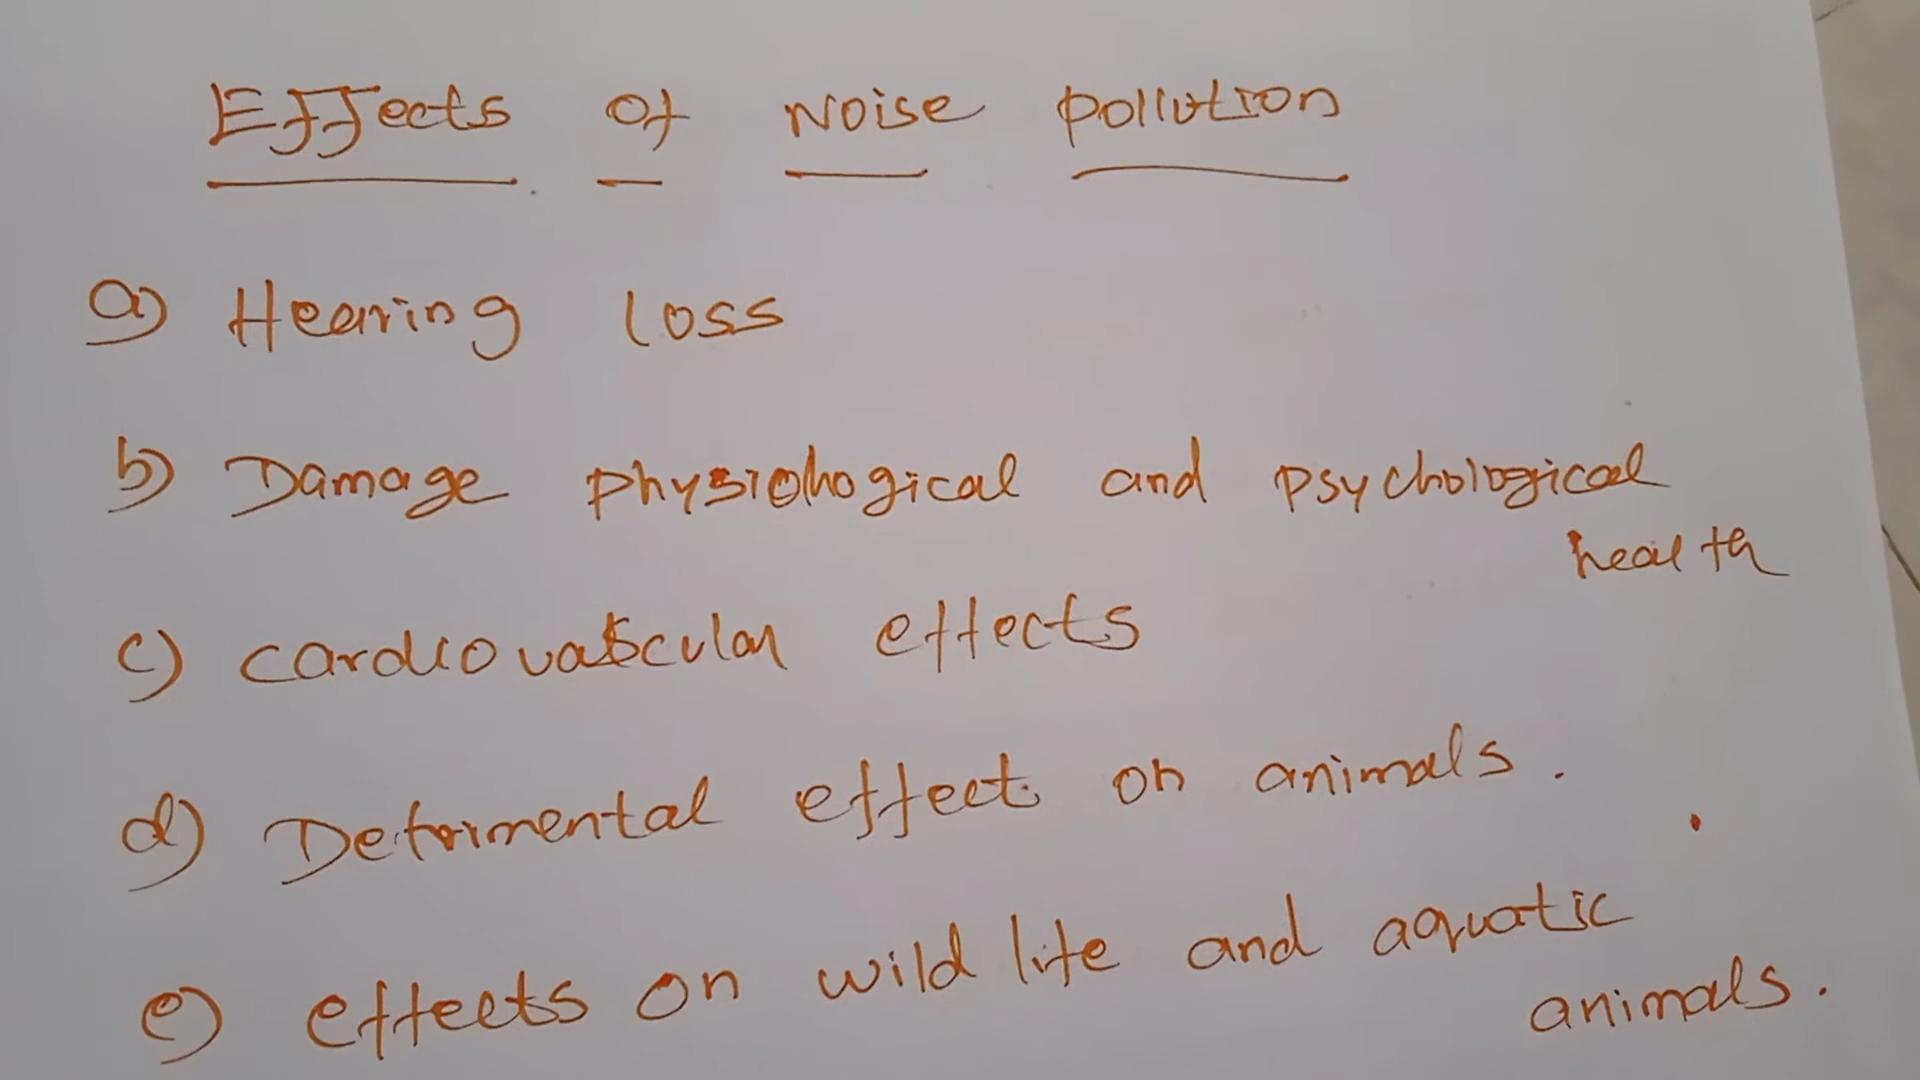 Effects of Noise pollution
a) Hearing loss
b) Damage physiological and psychological
health
c) cardiovascular effects
d) Detrimental effect on animals.
e) effects on wild life and aquatic
animals.